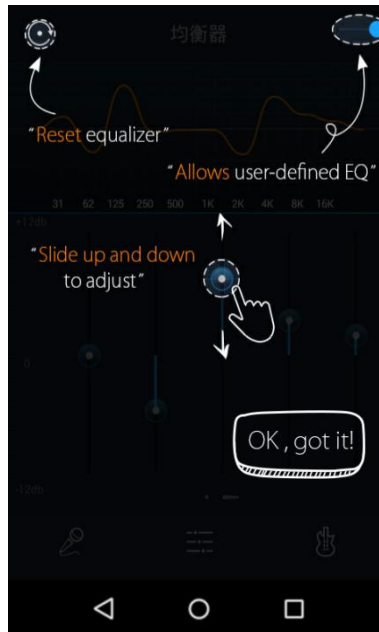 均衡器
"Reset equalizer"
"Allows user-defined EQ"
31 62 125 250 500 1K 2K 4K 8K 16K
+12db
"Slide up and down
to adjust"
0
OK, got it!
-12db